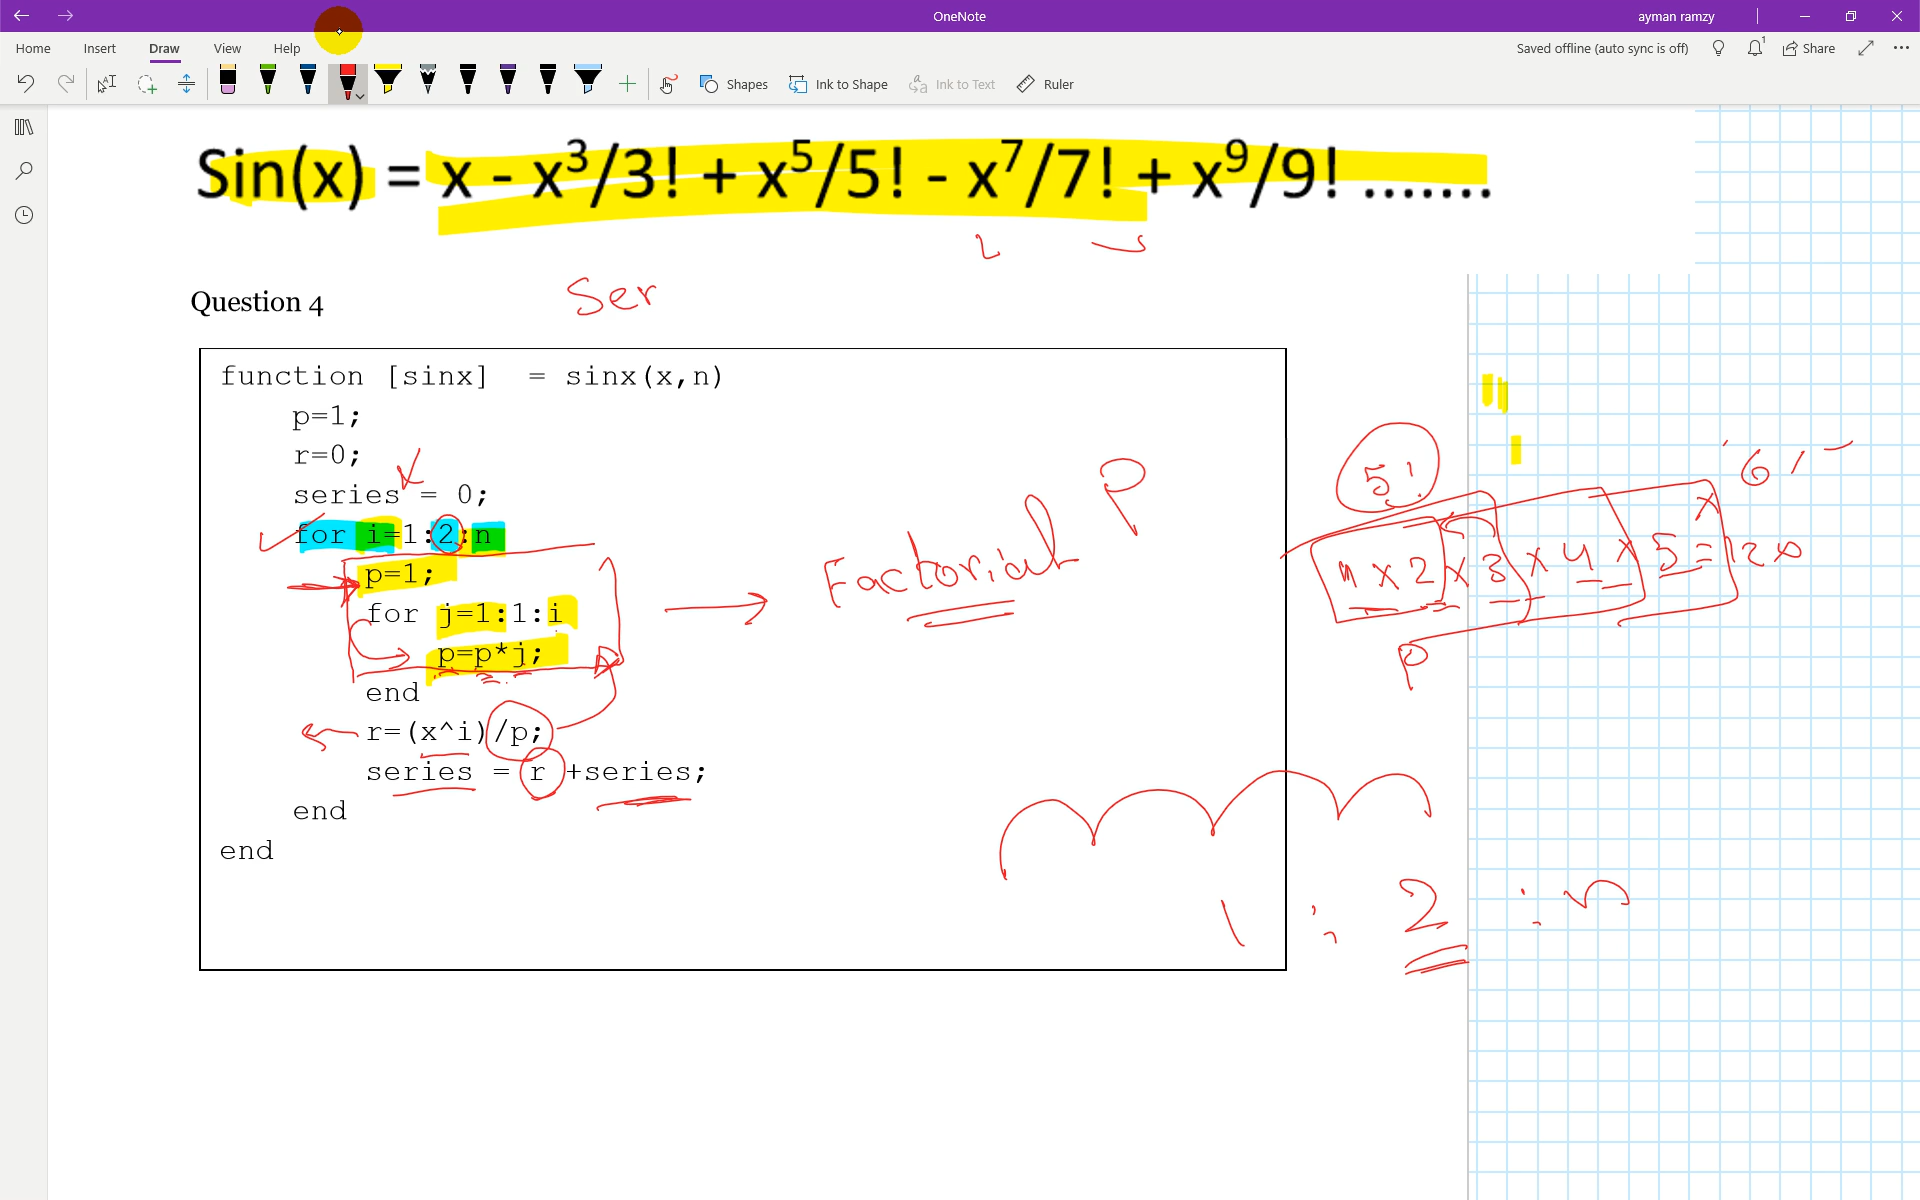 OneNote
ayman ramzy
Home Insert Draw View Help
Saved offline (auto sync is off)
1
Share
Shapes
Ink to Shape
Ink to Text
Ruler
Sin(x) = x - x³/3! + x⁵/5! - x⁷/7! + x⁹/9! .......
Question 4
Ser
function [sinx]  = sinx(x,n)
p=1;
r=0;
series = 0;
for i=1:2:n
p=1;
for j=1:1:i
p=p*j;
end
r=(x^i)/p;
series = r +series;
end
end
Factorial P
5!
1 x 2 x 3 x 4 x 5 = 120
P
1 : 2 : n